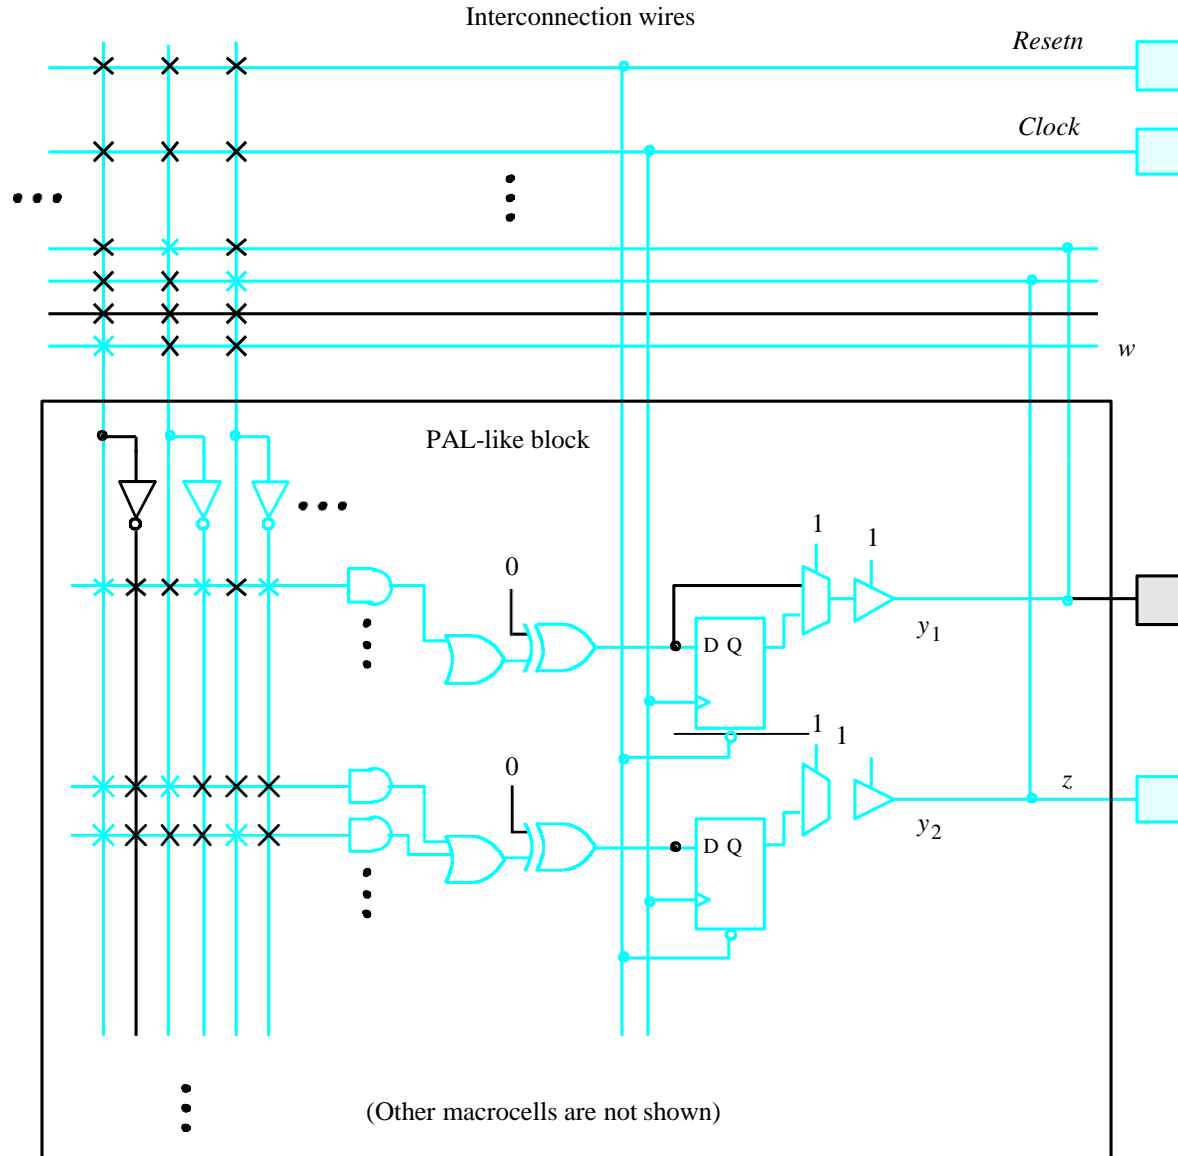 Interconnection wires
Resetn
Clock
w
PAL-like block
1
1
0
D Q
y1
1
1
0
z
D Q
y2
(Other macrocells are not shown)